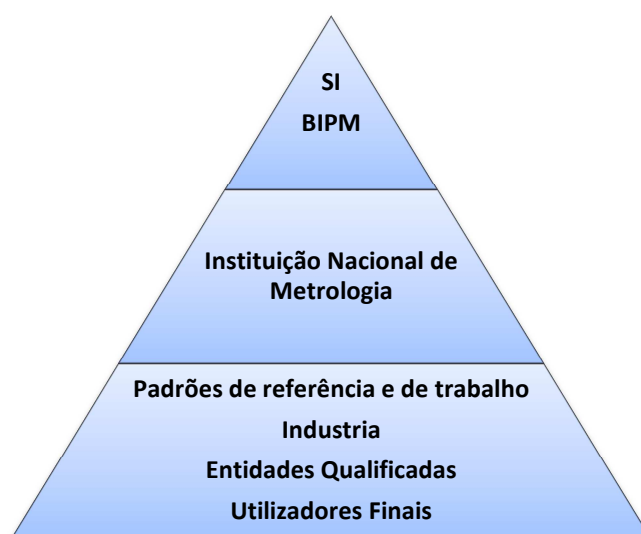 SI
BIPM
Instituição Nacional de
Metrologia
Padrões de referência e de trabalho
Industria
Entidades Qualificadas
Utilizadores Finais